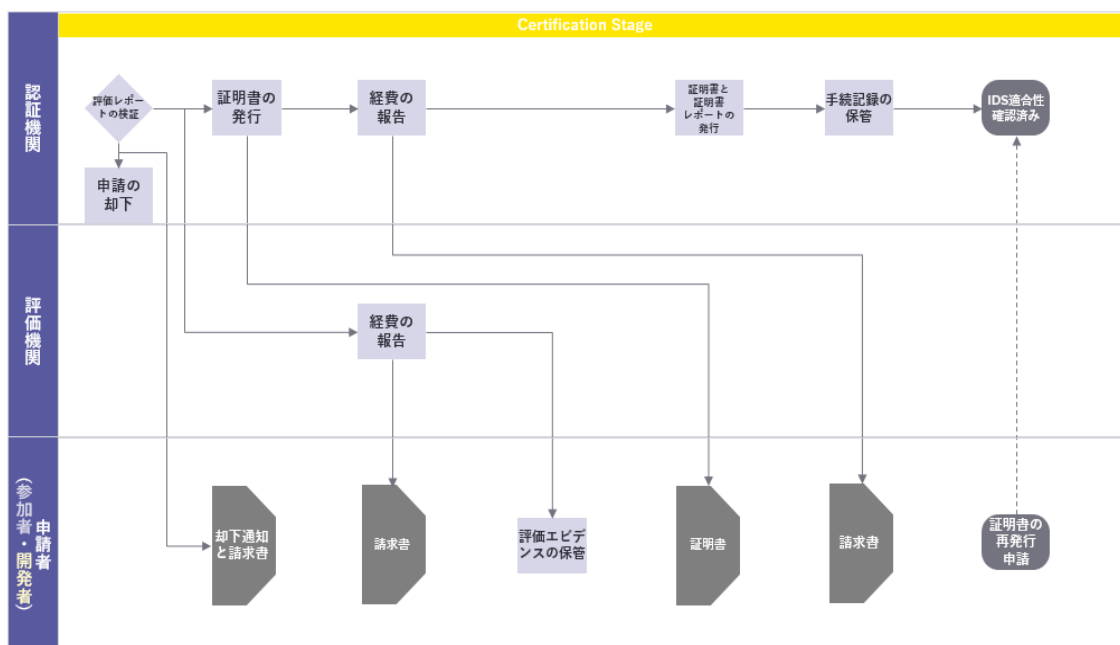 Certification Stage
認証機関
評価レポー
トの検証
証明書の
発行
経費の
報告
証明書と
証明書
レポートの
発行
手続記録の
保管
IDS適合性
確認済み
申請の
却下
評価機関
経費の
報告
申請者
(参加者・開発者)
却下通知
と請求書
請求書
評価エビデ
ンスの保管
証明書
請求書
証明書の
再発行
申請